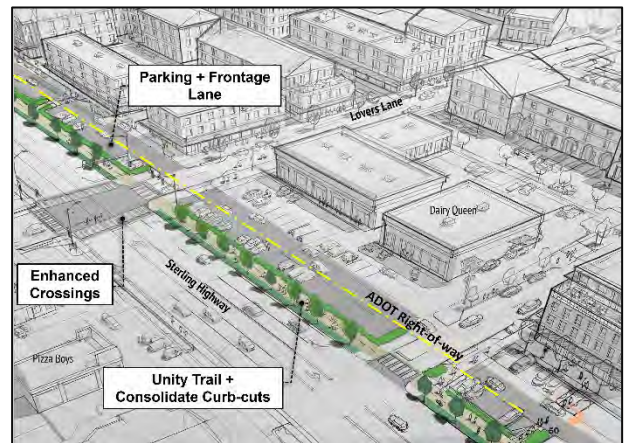 Parking + Frontage
Lane
Lovers Lane
Dairy Queen
Enhanced
Crossings
Sterling Highway
ADOT Right-of-way
Pizza Boys
Unity Trail +
Consolidate Curb-cuts
60